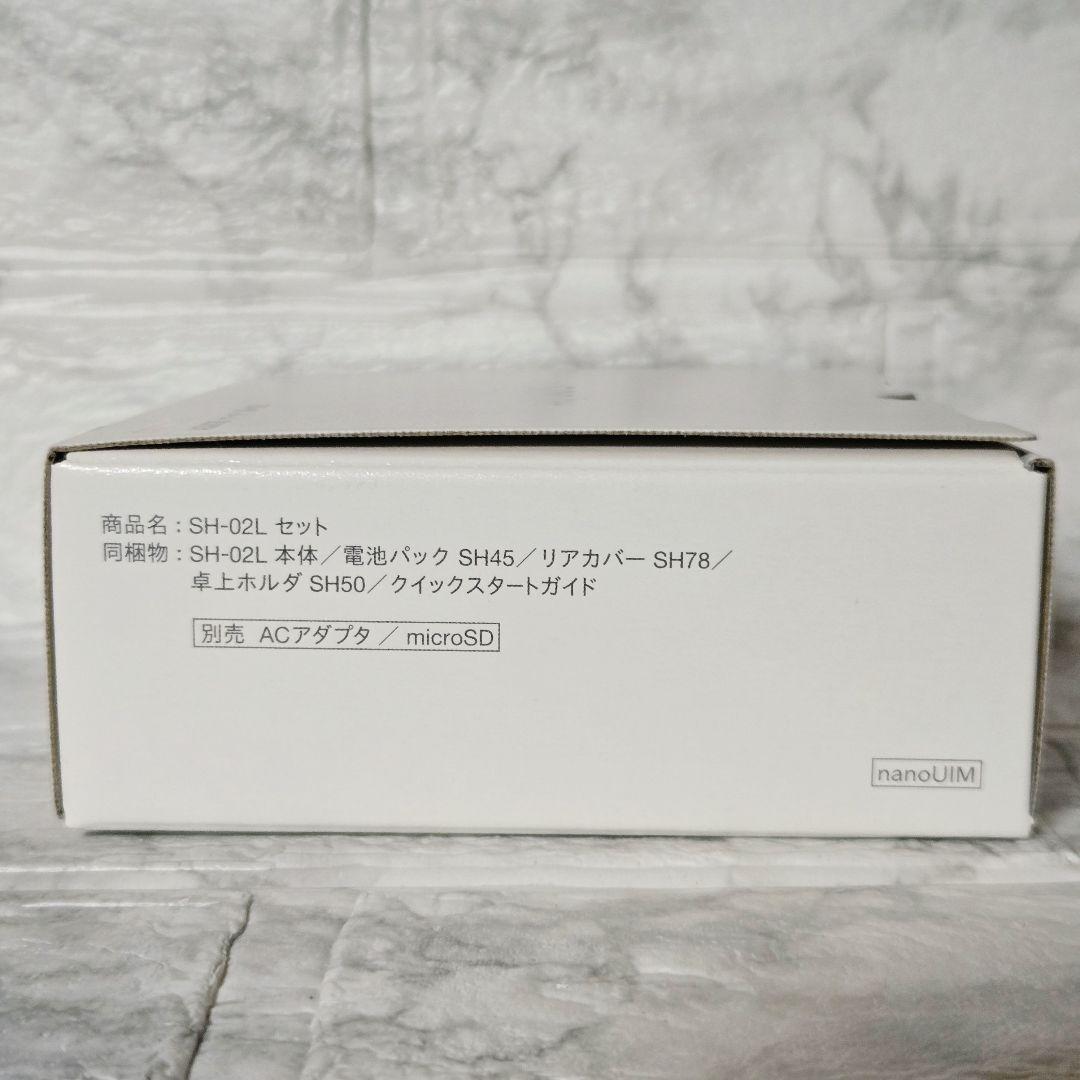 商品名：SH-02L セット
同梱物：SH-02L 本体／電池パック SH45／リアカバー SH78／
卓上ホルダ SH50／クイックスタートガイド
別売 ACアダプタ ／ microSD
nanoUIM